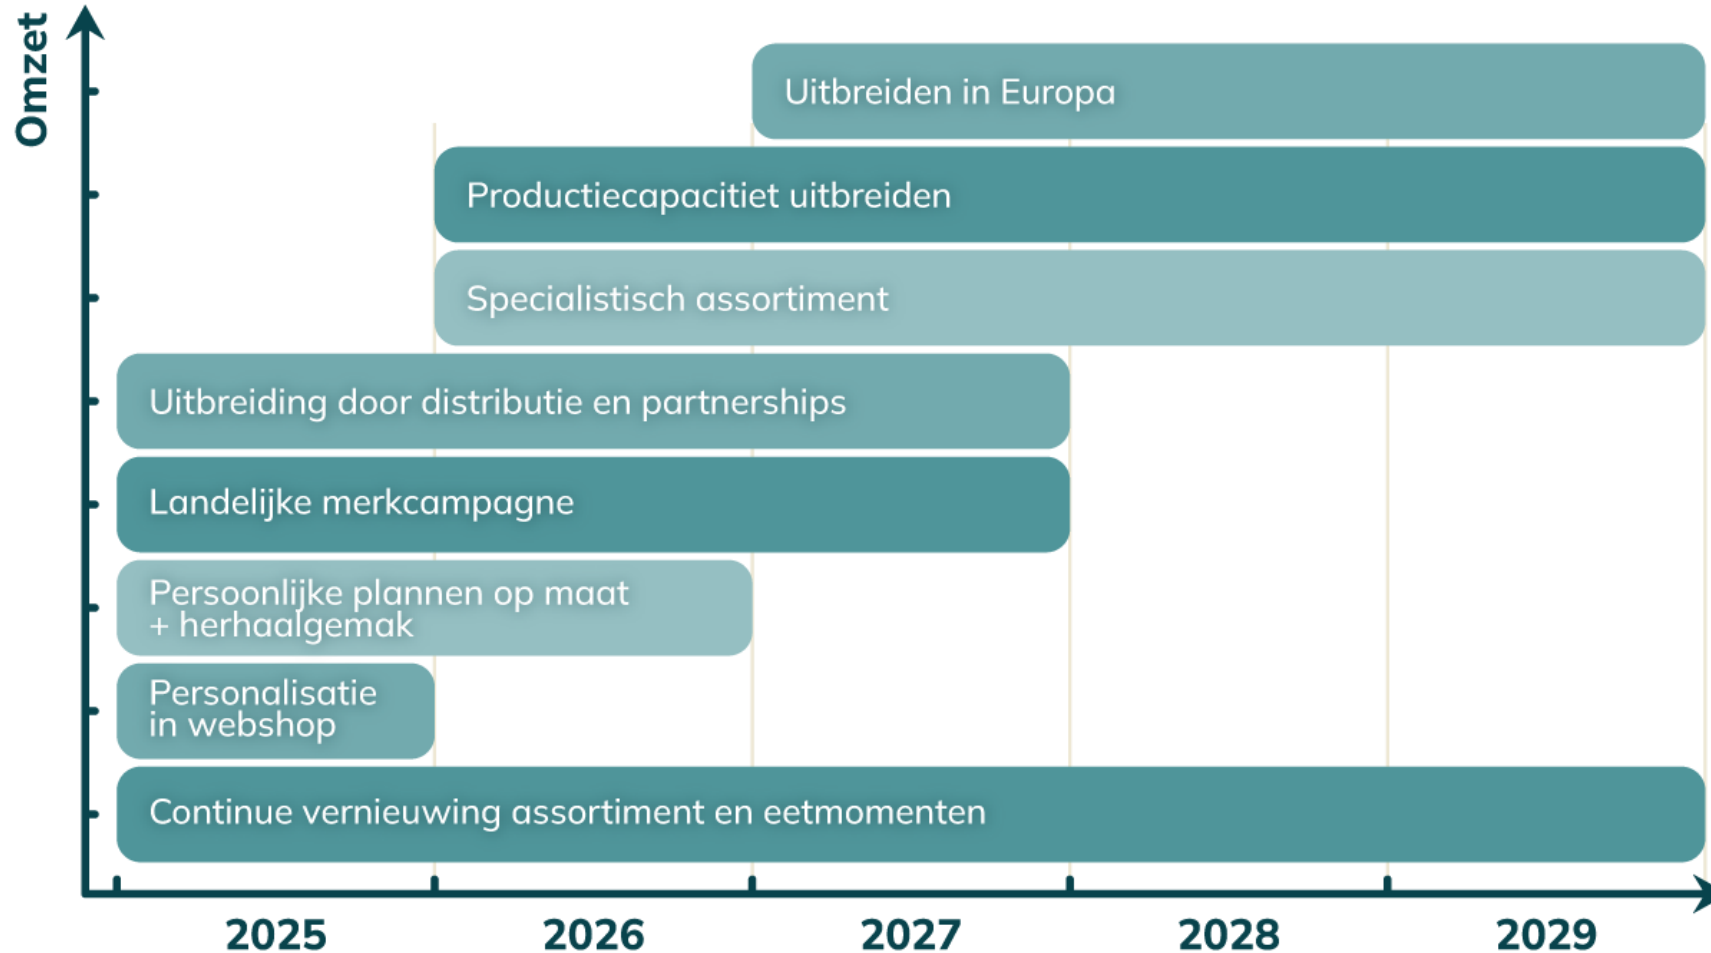 Omzet
Uitbreiden in Europa
Productiecapacitiet uitbreiden
Specialistisch assortiment
Uitbreiding door distributie en partnerships
Landelijke merkcampagne
Persoonlijke plannen op maat
+ herhaalgemak
Personalisatie
in webshop
Continue vernieuwing assortiment en eetmomenten
2025 2026 2027 2028 2029